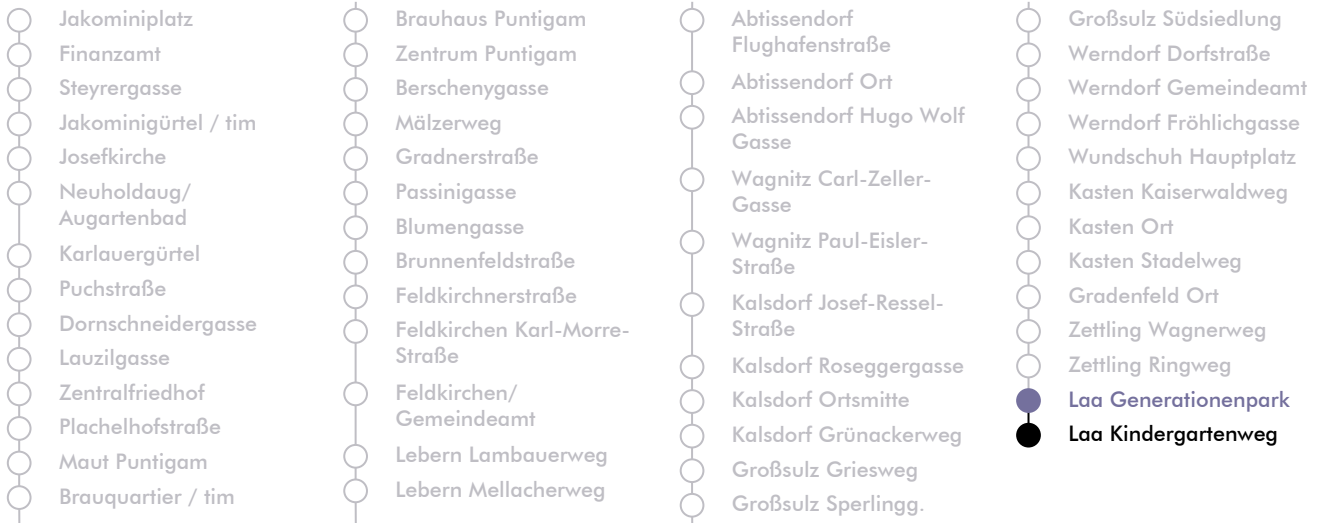 Jakominiplatz
Finanzamt
Steyrergasse
Jakominigürtel / tim
Josefkirche
Neuholdaug/
Augartenbad
Karlauergürtel
Puchstraße
Dornschneidergasse
Lauzilgasse
Zentralfriedhof
Plachelhofstraße
Maut Puntigam
Brauquartier / tim
Brauhaus Puntigam
Zentrum Puntigam
Berschenygasse
Mälzerweg
Gradnerstraße
Passinigasse
Blumengasse
Brunnenfeldstraße
Feldkirchnerstraße
Feldkirchen Karl-Morre-
Straße
Feldkirchen/
Gemeindeamt
Lebern Lambauerweg
Lebern Mellacherweg
Abtissendorf
Flughafenstraße
Abtissendorf Ort
Abtissendorf Hugo Wolf
Gasse
Wagnitz Carl-Zeller-
Gasse
Wagnitz Paul-Eisler-
Straße
Kalsdorf Josef-Ressel-
Straße
Kalsdorf Roseggergasse
Kalsdorf Ortsmitte
Kalsdorf Grünackerweg
Großsulz Griesweg
Großsulz Sperlingg.
Großsulz Südsiedlung
Werndorf Dorfstraße
Werndorf Gemeindeamt
Werndorf Fröhlichgasse
Wundschuh Hauptplatz
Kasten Kaiserwaldweg
Kasten Ort
Kasten Stadelweg
Gradenfeld Ort
Zettling Wagnerweg
Zettling Ringweg
Laa Generationenpark
Laa Kindergartenweg